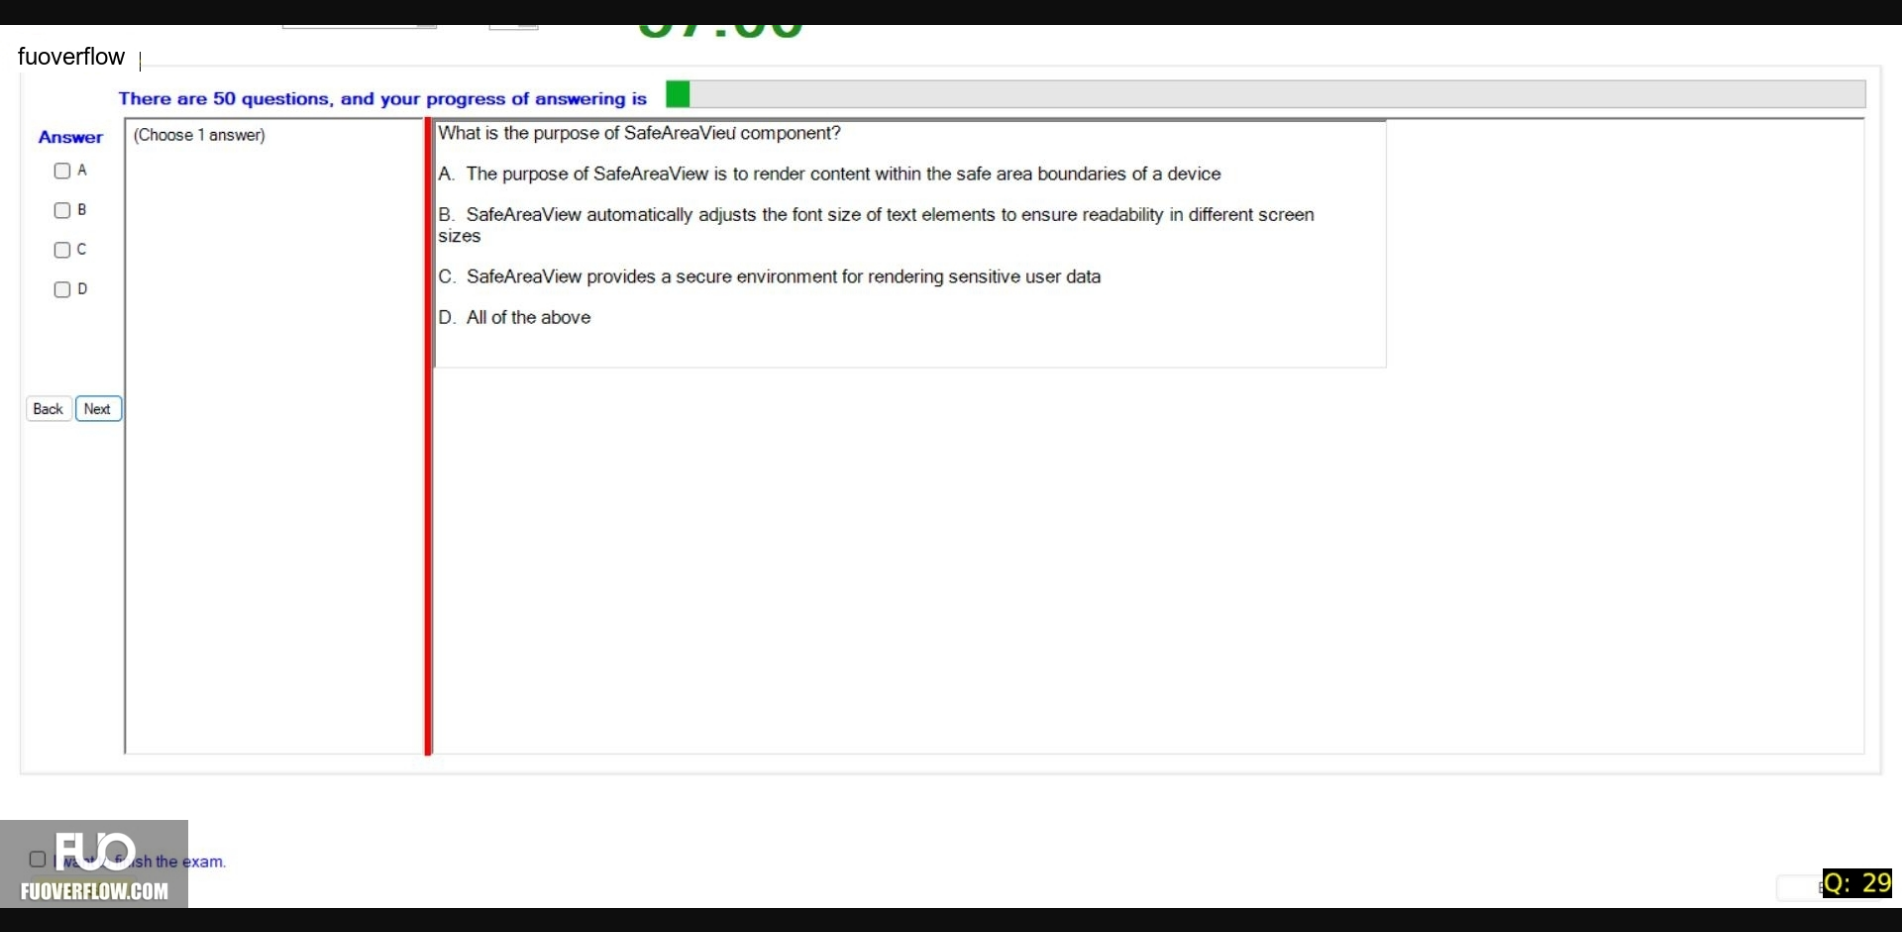 fuoverflow
There are 50 questions, and your progress of answering is
Answer
(Choose 1 answer)
A
B
C
D
Back
Next
What is the purpose of SafeAreaVieu component?
A. The purpose of SafeAreaView is to render content within the safe area boundaries of a device
B. SafeAreaView automatically adjusts the font size of text elements to ensure readability in different screen
sizes
C. SafeAreaView provides a secure environment for rendering sensitive user data
D. All of the above
FUO
the exam.
FUOVERFLOW.COM
Q: 29